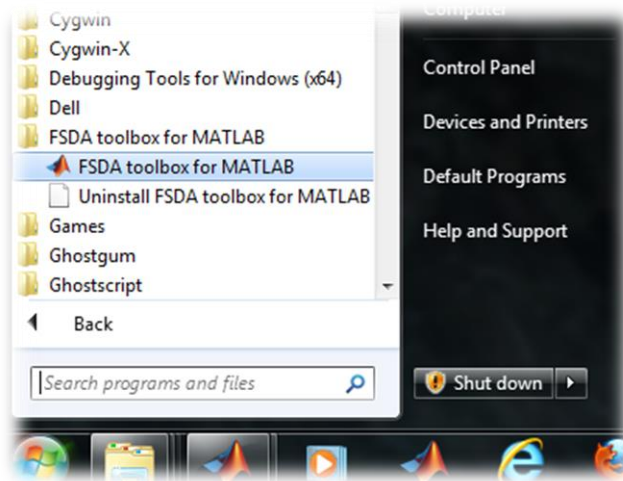 Cygwin
Cygwin-X
Debugging Tools for Windows (x64)
Dell
FSDA toolbox for MATLAB
FSDA toolbox for MATLAB
Uninstall FSDA toolbox for MATLAB
Games
Ghostgum
Ghostscript
Back
Search programs and files
Computer
Control Panel
Devices and Printers
Default Programs
Help and Support
Shut down